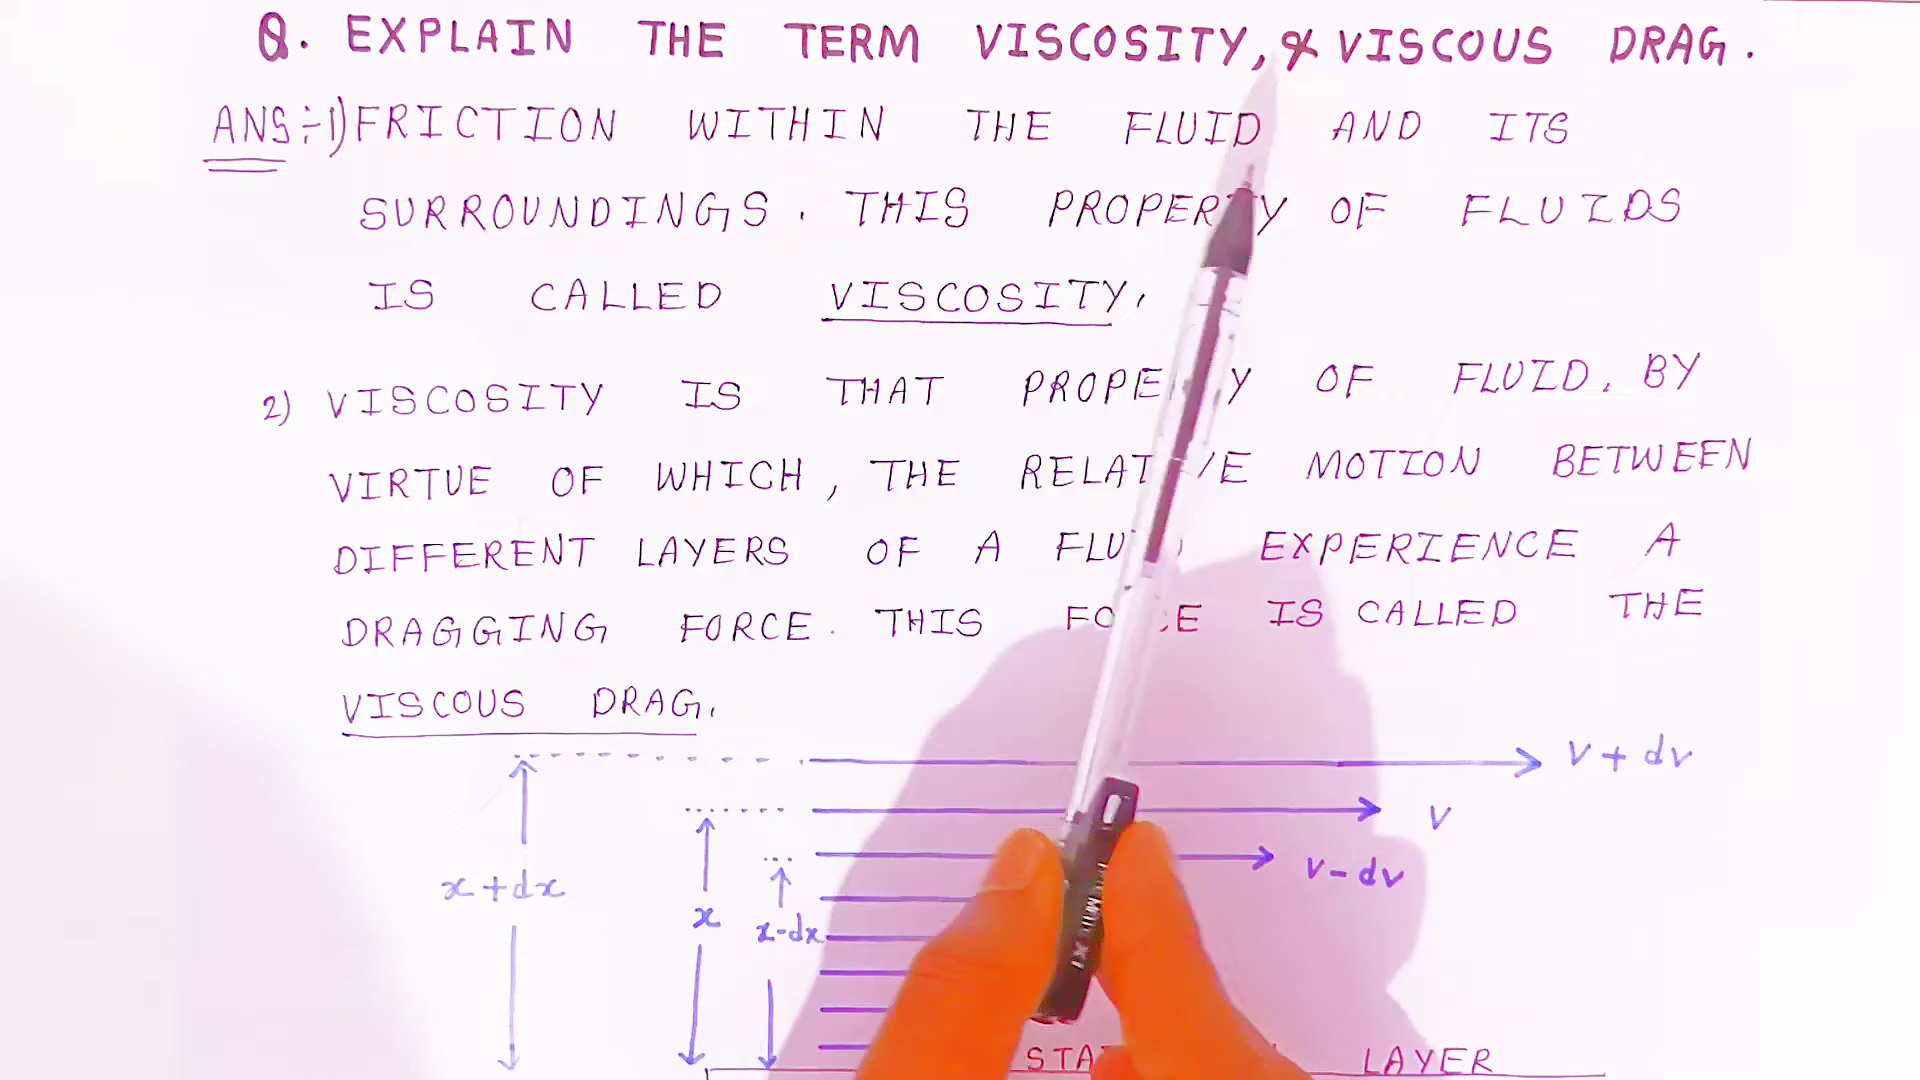 Q. EXPLAIN THE TERM VISCOSITY, & VISCOUS DRAG.
ANS:-1) FRICTION WITHIN THE FLUID AND ITS
SURROUNDINGS. THIS PROPERTY OF FLUIDS
IS CALLED VISCOSITY,
2) VISCOSITY IS THAT PROPERTY OF FLUID. BY
VIRTUE OF WHICH, THE RELATIVE MOTION BETWEEN
DIFFERENT LAYERS OF A FLUID EXPERIENCE A
DRAGGING FORCE. THIS FORCE IS CALLED THE
VISCOUS DRAG.
V + dv
V
V - dv
x + dx
x
x - dx
LAYER